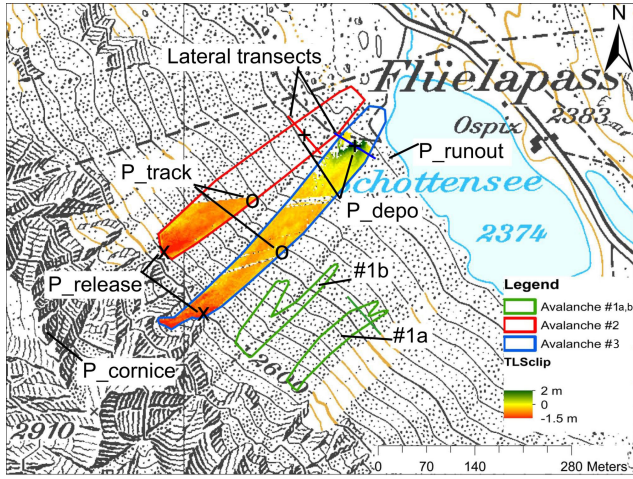 N
Lateral transects
Flüelapass
2383
Ospiz
P_runout
P_track
chottensee
P_depo
2374
P_release
#1b
Legend
Avalanche #1a,b
Avalanche #2
Avalanche #3
#1a
P_cornice
2600
TLSclip
2 m
0
-1.5 m
2910
0 70 140 280 Meters